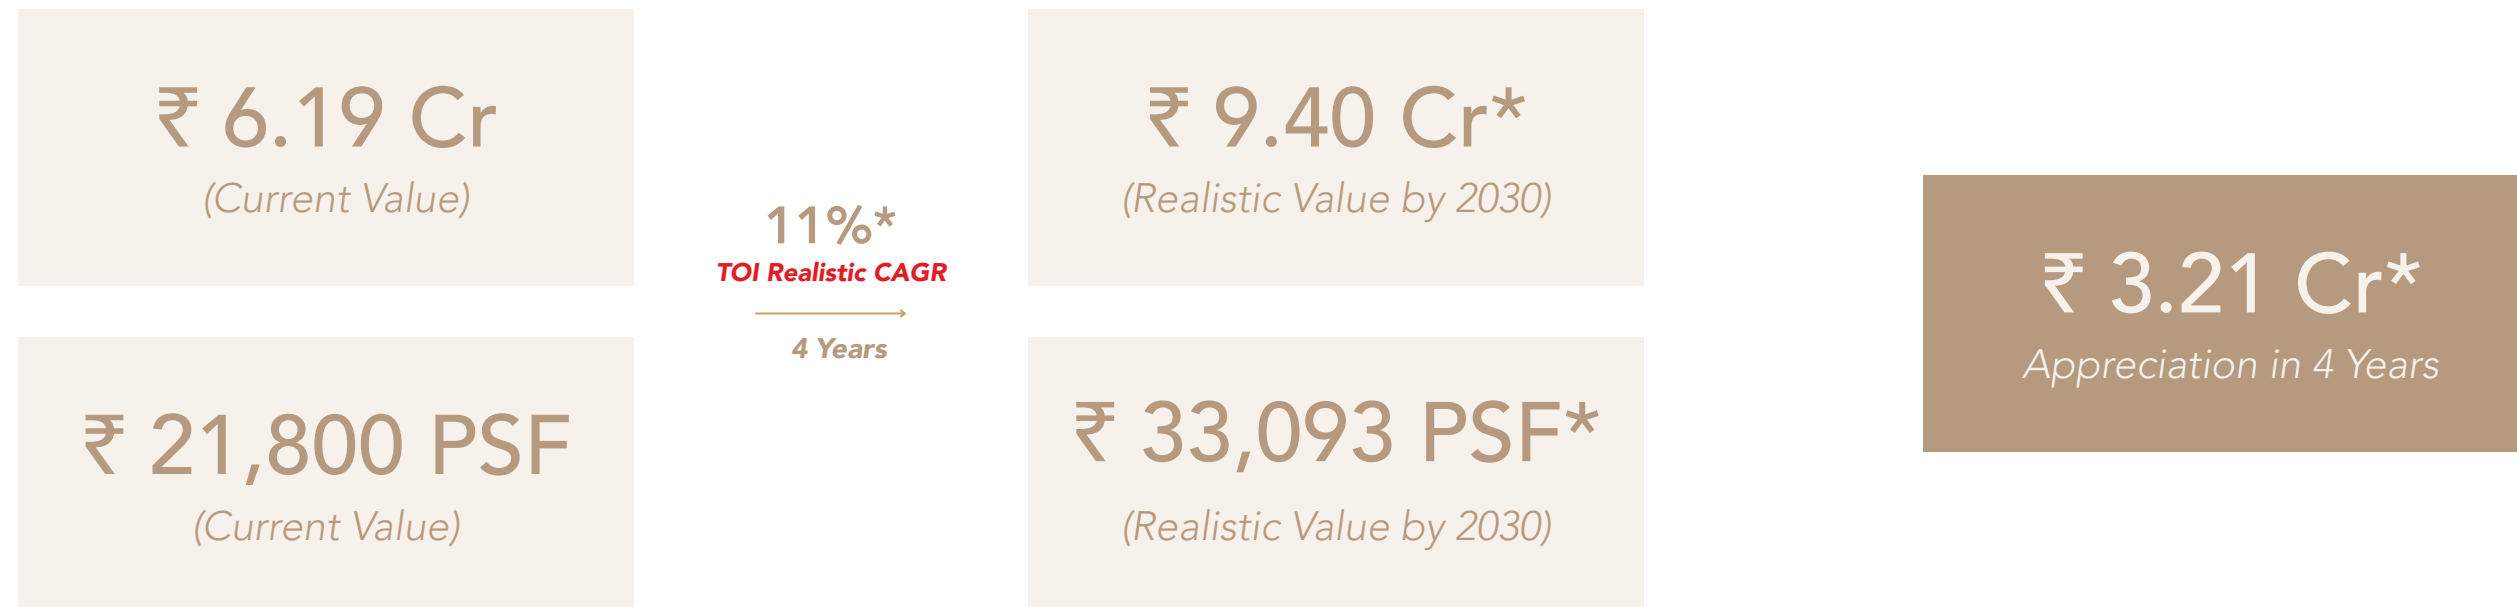 ₹ 6.19 Cr
(Current Value)
₹ 21,800 PSF
(Current Value)
11%*
TOI Realistic CAGR
4 Years
₹ 9.40 Cr*
(Realistic Value by 2030)
₹ 33,093 PSF*
(Realistic Value by 2030)
₹ 3.21 Cr*
Appreciation in 4 Years